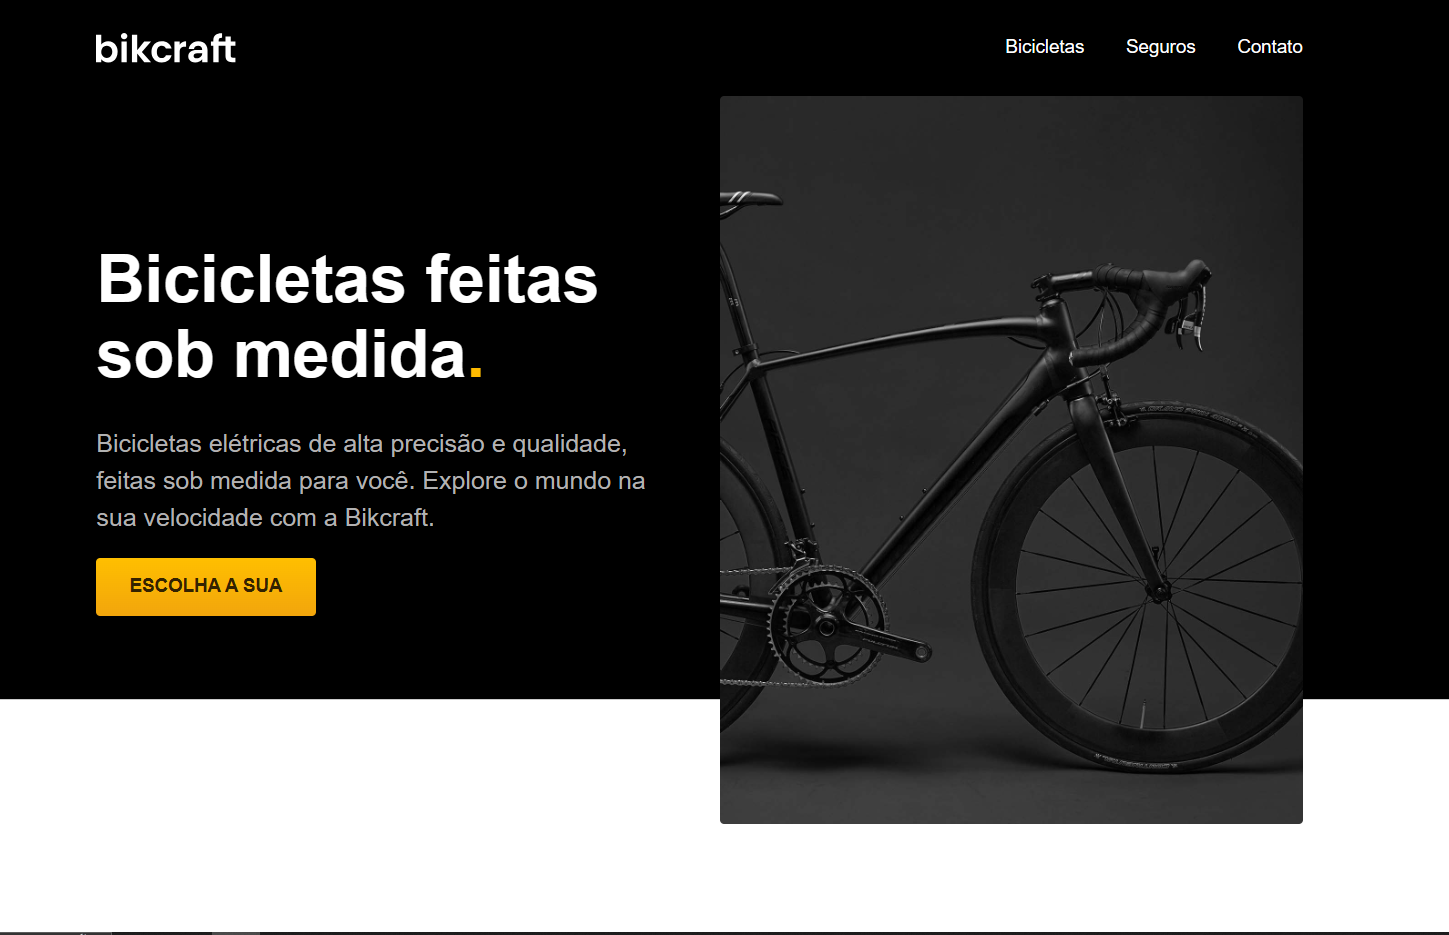 bikcraft
Bicicletas Seguros Contato
Bicicletas feitas
sob medida.
Bicicletas elétricas de alta precisão e qualidade,
feitas sob medida para você. Explore o mundo na
sua velocidade com a Bikcraft.
ESCOLHA A SUA